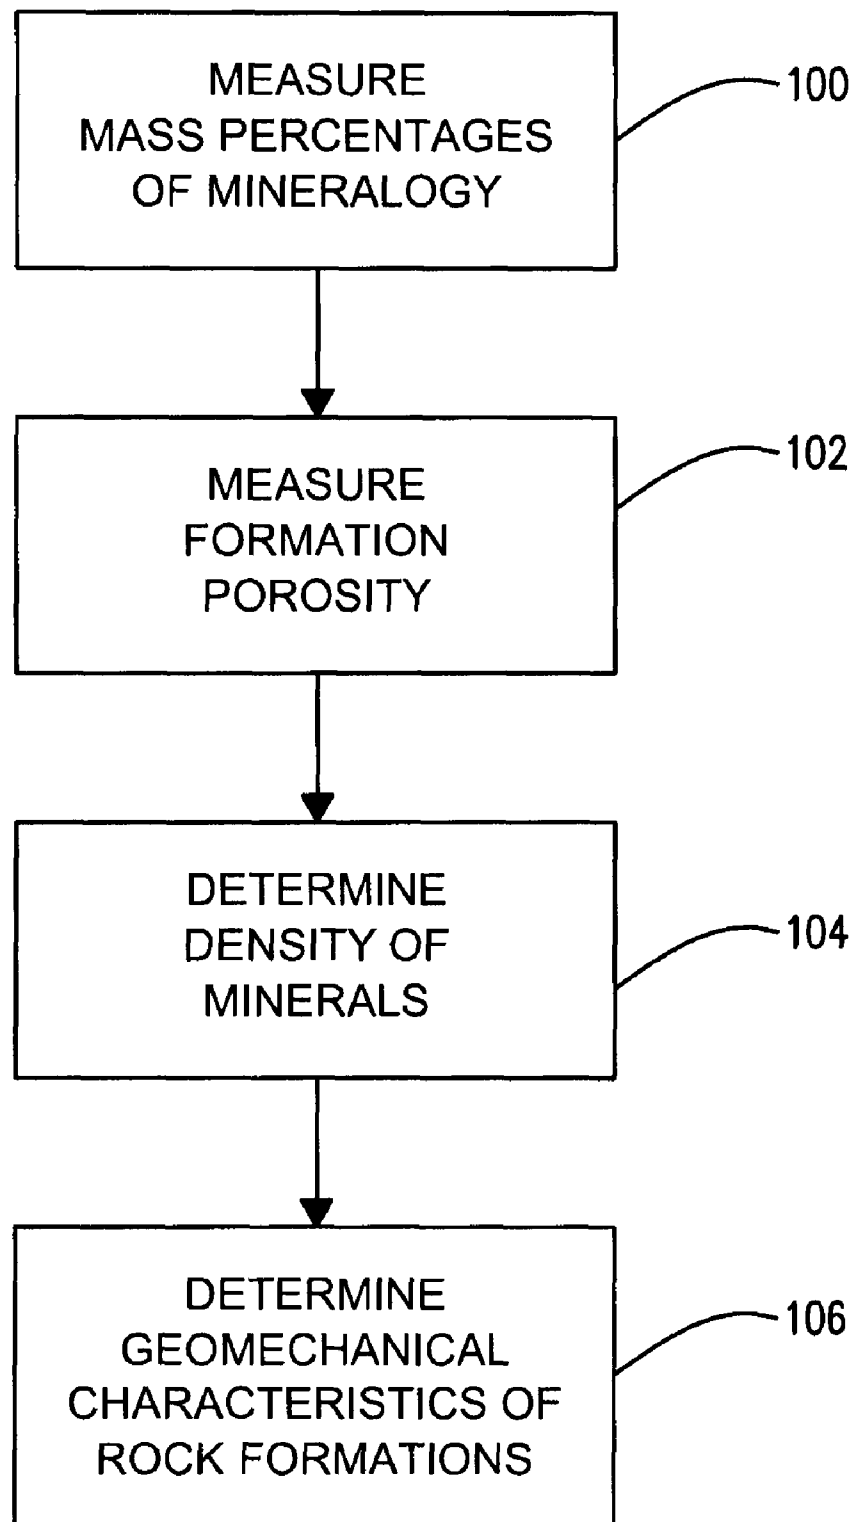 MEASURE
MASS PERCENTAGES
OF MINERALOGY
100
MEASURE
FORMATION
POROSITY
102
DETERMINE
DENSITY OF
MINERALS
104
DETERMINE
GEOMECHANICAL
CHARACTERISTICS OF
ROCK FORMATIONS
106